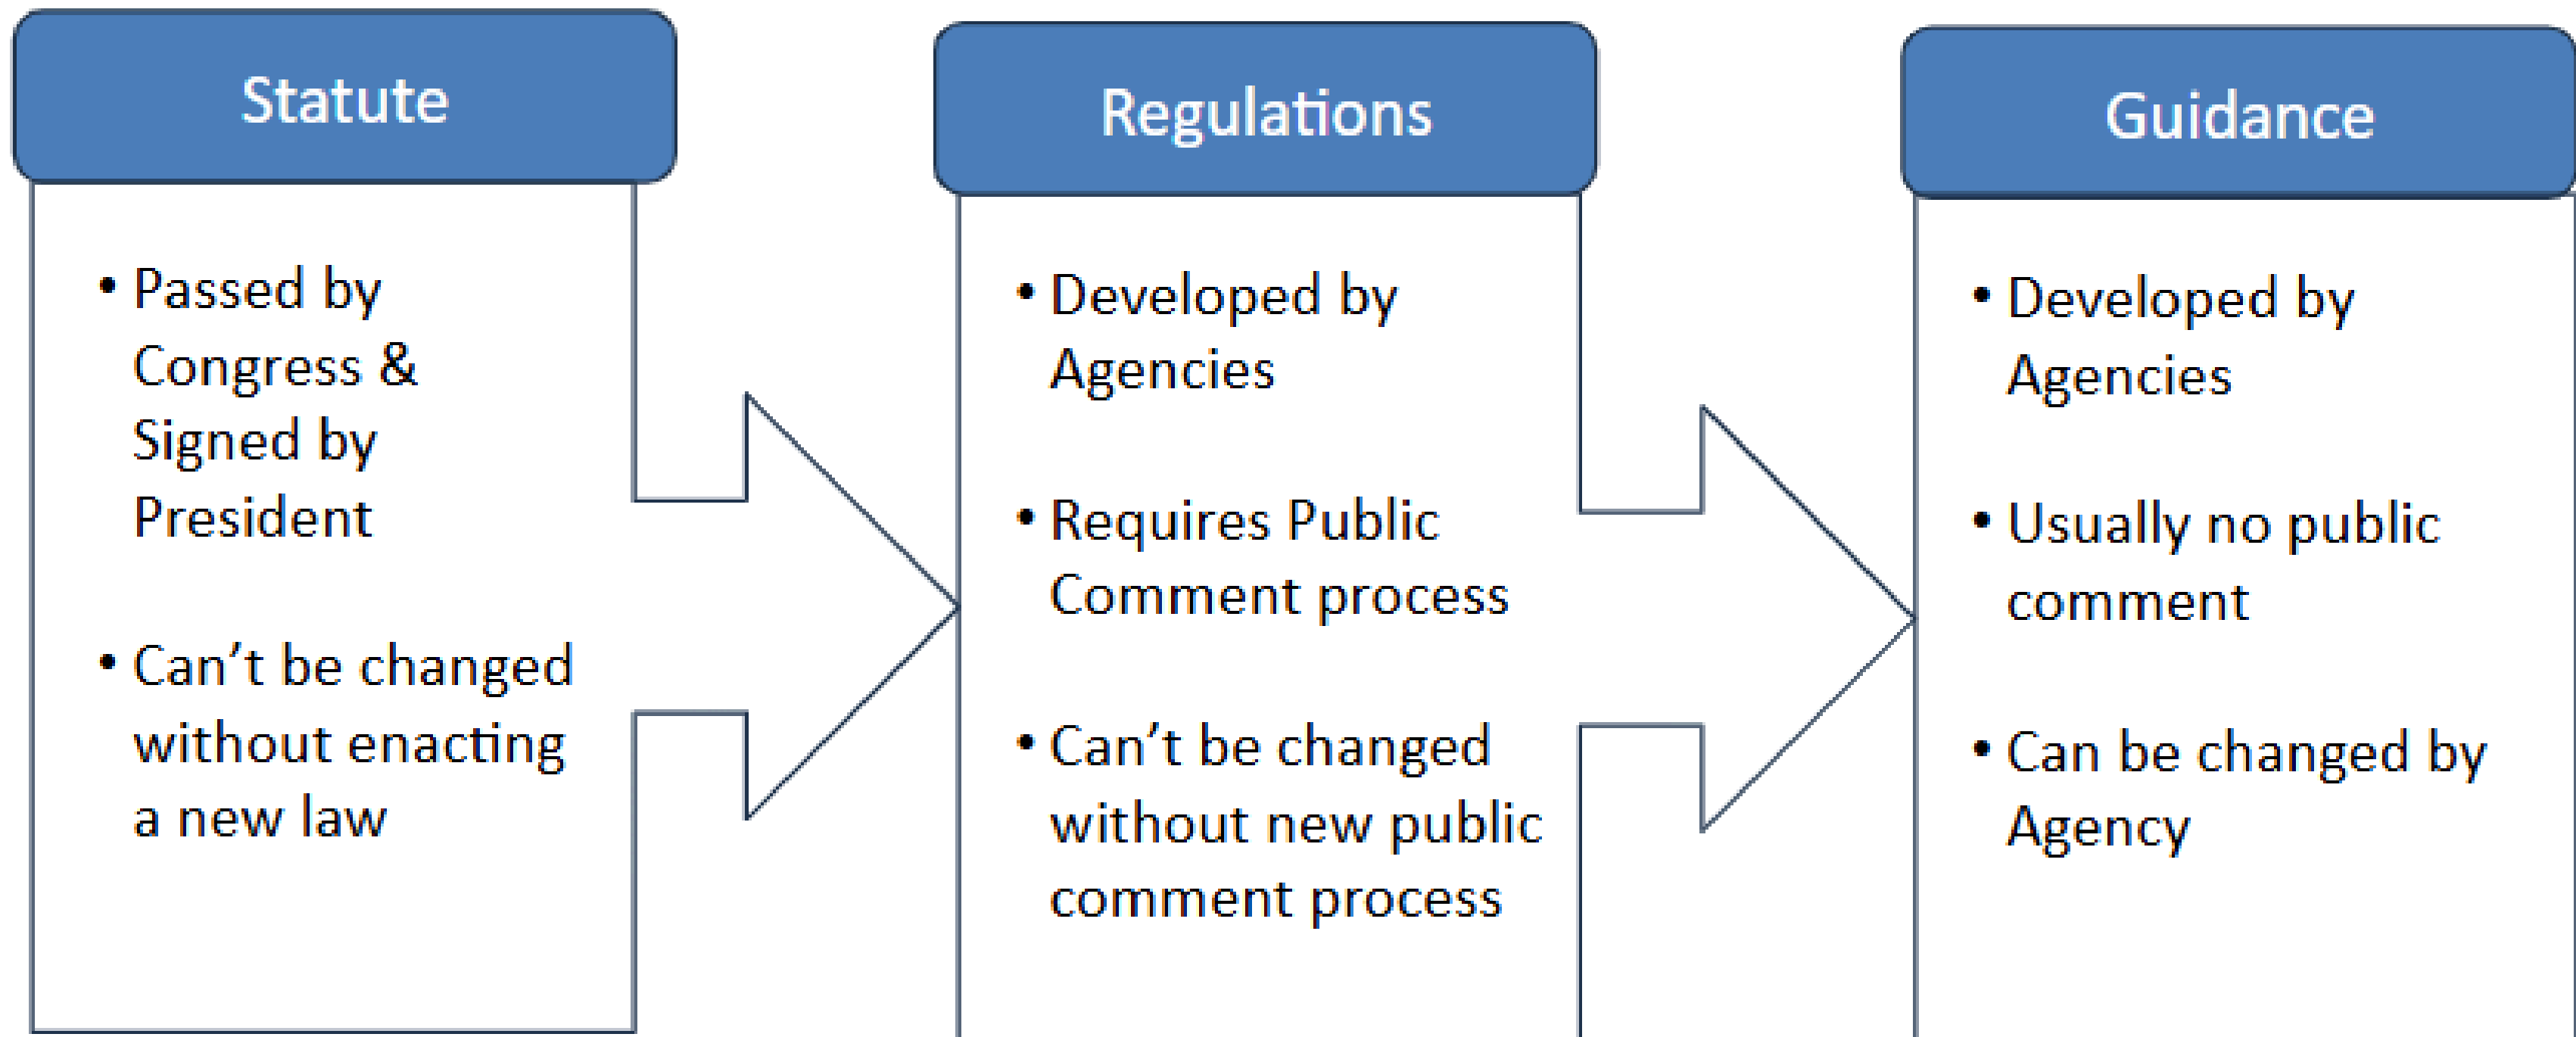 Statute
• Passed by
Congress &
Signed by
President
• Can't be changed
without enacting
a new law
Regulations
• Developed by
Agencies
• Requires Public
Comment process
• Can't be changed
without new public
comment process
Guidance
• Developed by
Agencies
• Usually no public
comment
• Can be changed by
Agency